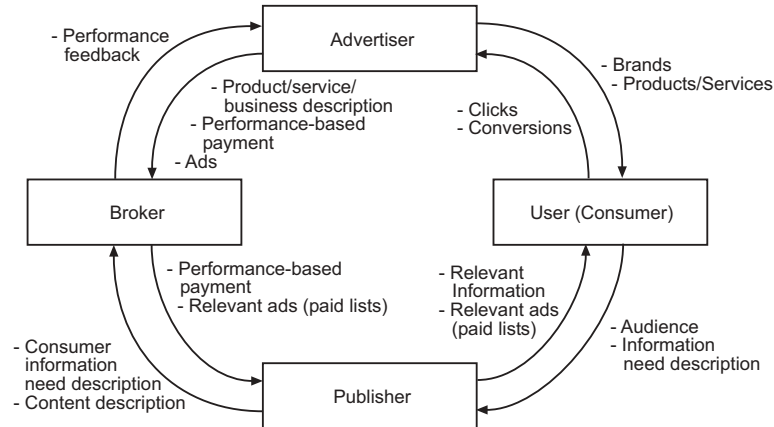 - Performance
feedback
Advertiser
- Brands
- Products/Services
- Product/service/
business description
- Performance-based
payment
- Ads
- Clicks
- Conversions
Broker
User (Consumer)
- Performance-based
payment
- Relevant ads (paid lists)
- Relevant
Information
- Relevant ads
(paid lists)
- Consumer
information
need description
- Content description
- Audience
- Information
need description
Publisher